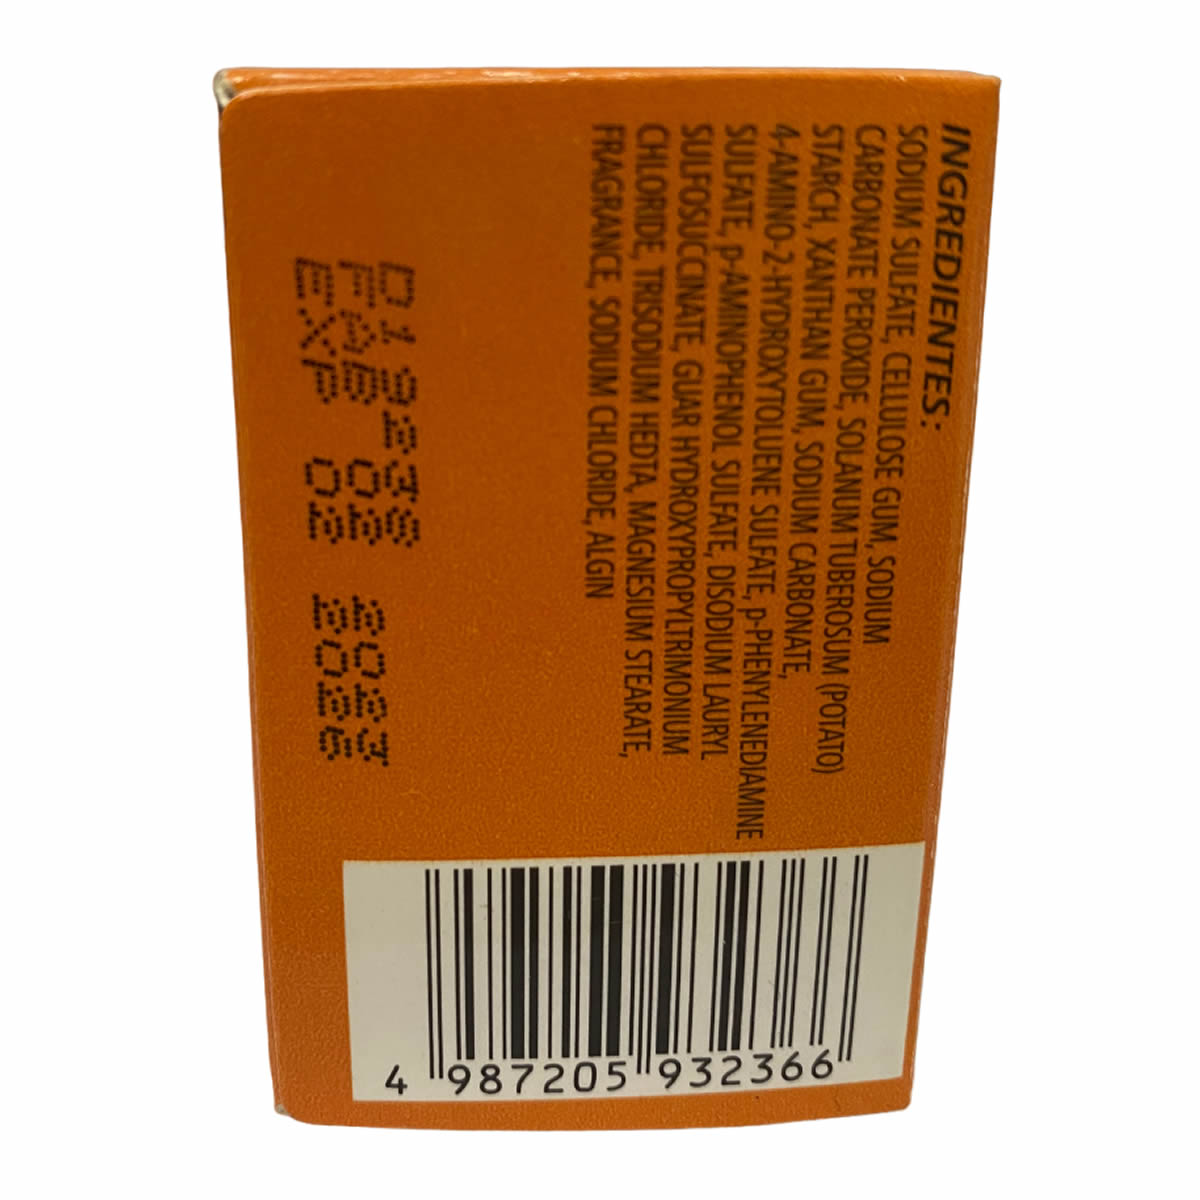 INGREDIENTES:
SODIUM SULFATE, CELLULOSE GUM, SODIUM
CARBONATE PEROXIDE, SOLANUM TUBEROSUM (POTATO)
STARCH, XANTHAN GUM, SODIUM CARBONATE,
4-AMINO-2-HYDROXYTOLUENE SULFATE, p-PHENYLENEDIAMINE
SULFATE, p-AMINOPHENOL SULFATE, DISODIUM LAURYL
SULFOSUCCINATE, GUAR HYDROXYPROPYLTRIMONIUM
CHLORIDE, TRISODIUM HEDTA, MAGNESIUM STEARATE,
FRAGRANCE, SODIUM CHLORIDE, ALGIN
FAB 02 2023
EXP 02 2026
4 987205 932366